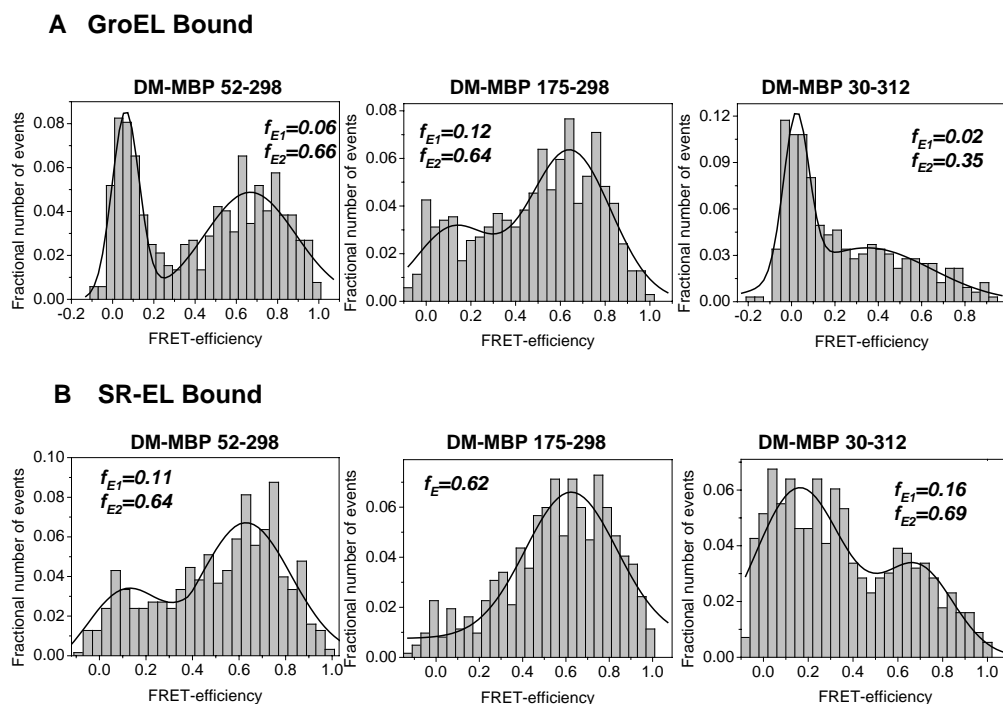 A GroEL Bound
DM-MBP 52-298
DM-MBP 175-298
DM-MBP 30-312
Fractional number of events
0.08
0.06
0.04
0.02
0.00
f_E1=0.06
f_E2=0.66
-0.2 0.0 0.2 0.4 0.6 0.8 1.0
FRET-efficiency
Fractional number of events
0.08
0.06
0.04
0.02
0.00
f_E1=0.12
f_E2=0.64
0.0 0.2 0.4 0.6 0.8 1.0
FRET-efficiency
Fractional number of events
0.12
0.09
0.06
0.03
0.00
f_E1=0.02
f_E2=0.35
-0.2 0.0 0.2 0.4 0.6 0.8
FRET-efficiency
B SR-EL Bound
DM-MBP 52-298
DM-MBP 175-298
DM-MBP 30-312
Fractional number of events
0.10
0.08
0.06
0.04
0.02
0.00
f_E1=0.11
f_E2=0.64
0.0 0.2 0.4 0.6 0.8 1.0
FRET-efficiency
Fractional number of events
0.08
0.06
0.04
0.02
0.00
f_E=0.62
0.0 0.2 0.4 0.6 0.8 1.0
FRET-efficiency
Fractional number of events
0.06
0.04
0.02
0.00
f_E1=0.16
f_E2=0.69
0.0 0.2 0.4 0.6 0.8 1.0
FRET-efficiency